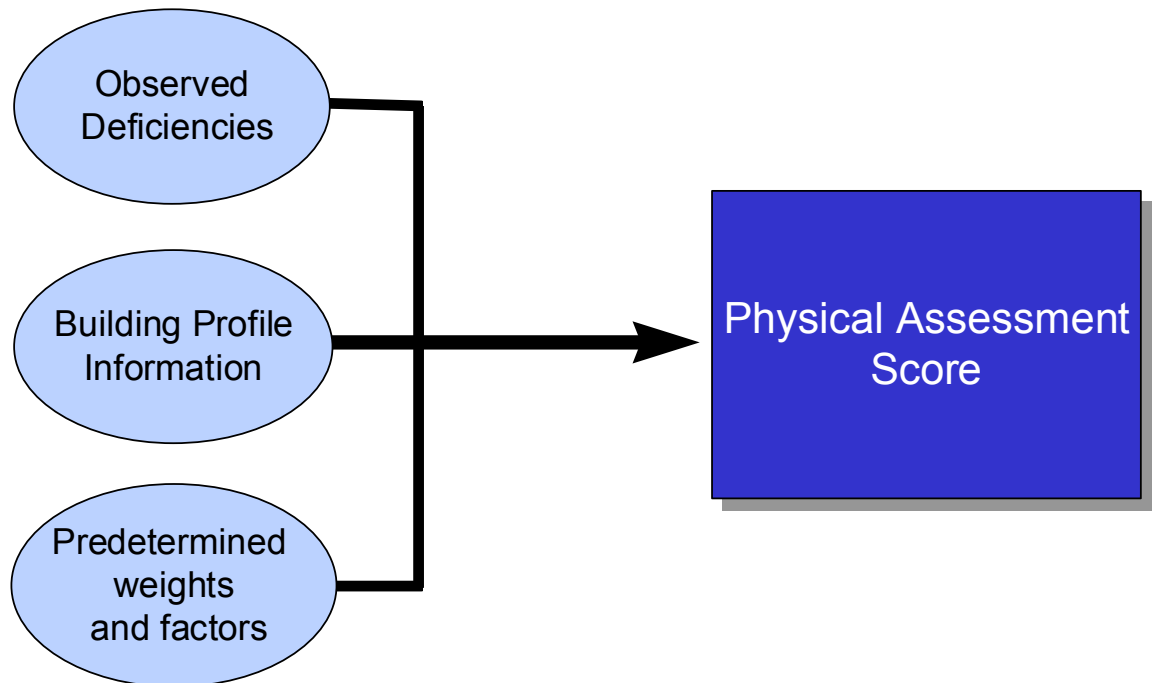 Observed
Deficiencies
Building Profile
Information
Predetermined
weights
and factors
Physical Assessment
Score